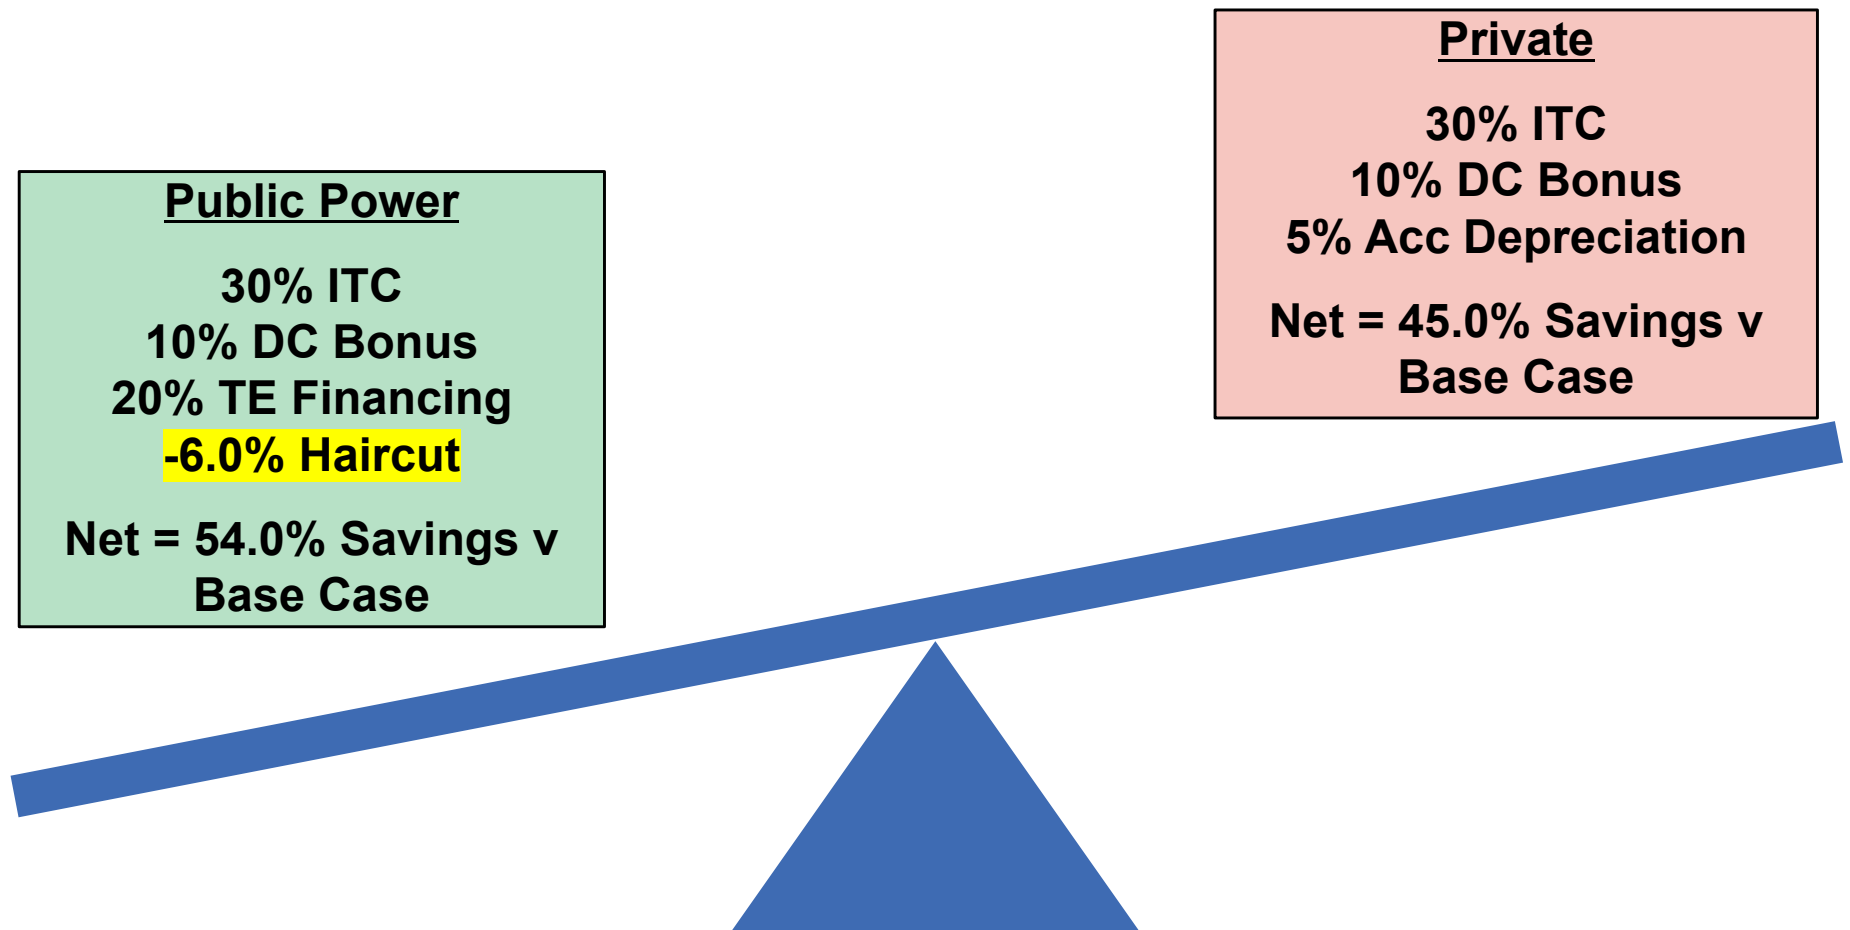 Public Power
30% ITC
10% DC Bonus
20% TE Financing
-6.0% Haircut
Net = 54.0% Savings v
Base Case
Private
30% ITC
10% DC Bonus
5% Acc Depreciation
Net = 45.0% Savings v
Base Case